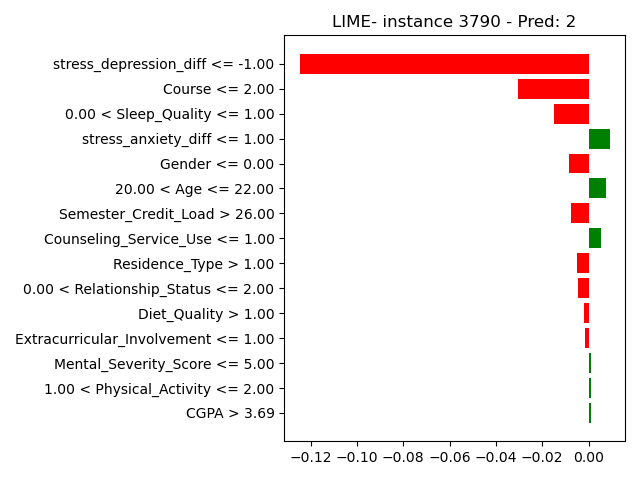 LIME- instance 3790 - Pred: 2
stress_depression_diff <= -1.00
Course <= 2.00
0.00 < Sleep_Quality <= 1.00
stress_anxiety_diff <= 1.00
Gender <= 0.00
20.00 < Age <= 22.00
Semester_Credit_Load > 26.00
Counseling_Service_Use <= 1.00
Residence_Type > 1.00
0.00 < Relationship_Status <= 2.00
Diet_Quality > 1.00
Extracurricular_Involvement <= 1.00
Mental_Severity_Score <= 5.00
1.00 < Physical_Activity <= 2.00
CGPA > 3.69
−0.12 −0.10 −0.08 −0.06 −0.04 −0.02 0.00